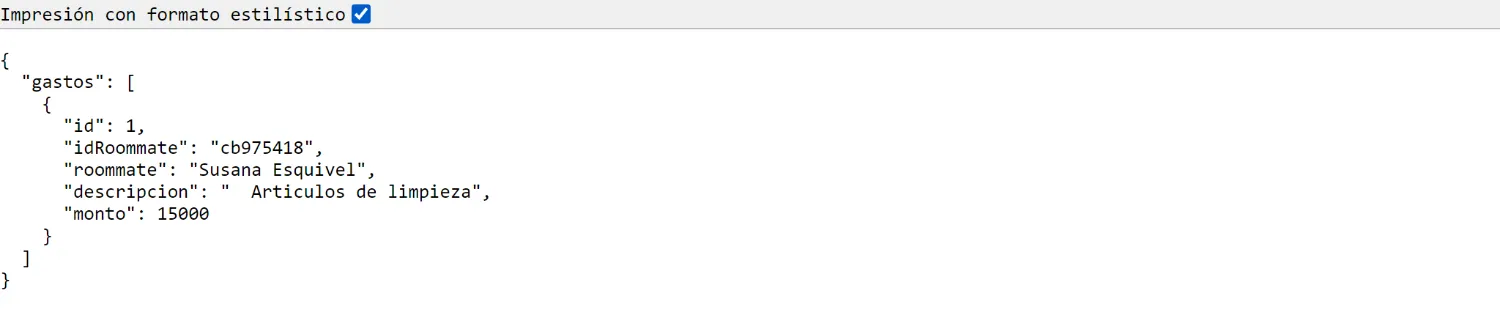 Impresión con formato estilístico
{
  "gastos": [
    {
      "id": 1,
      "idRoommate": "cb975418",
      "roommate": "Susana Esquivel",
      "descripcion": "  Articulos de limpieza",
      "monto": 15000
    }
  ]
}